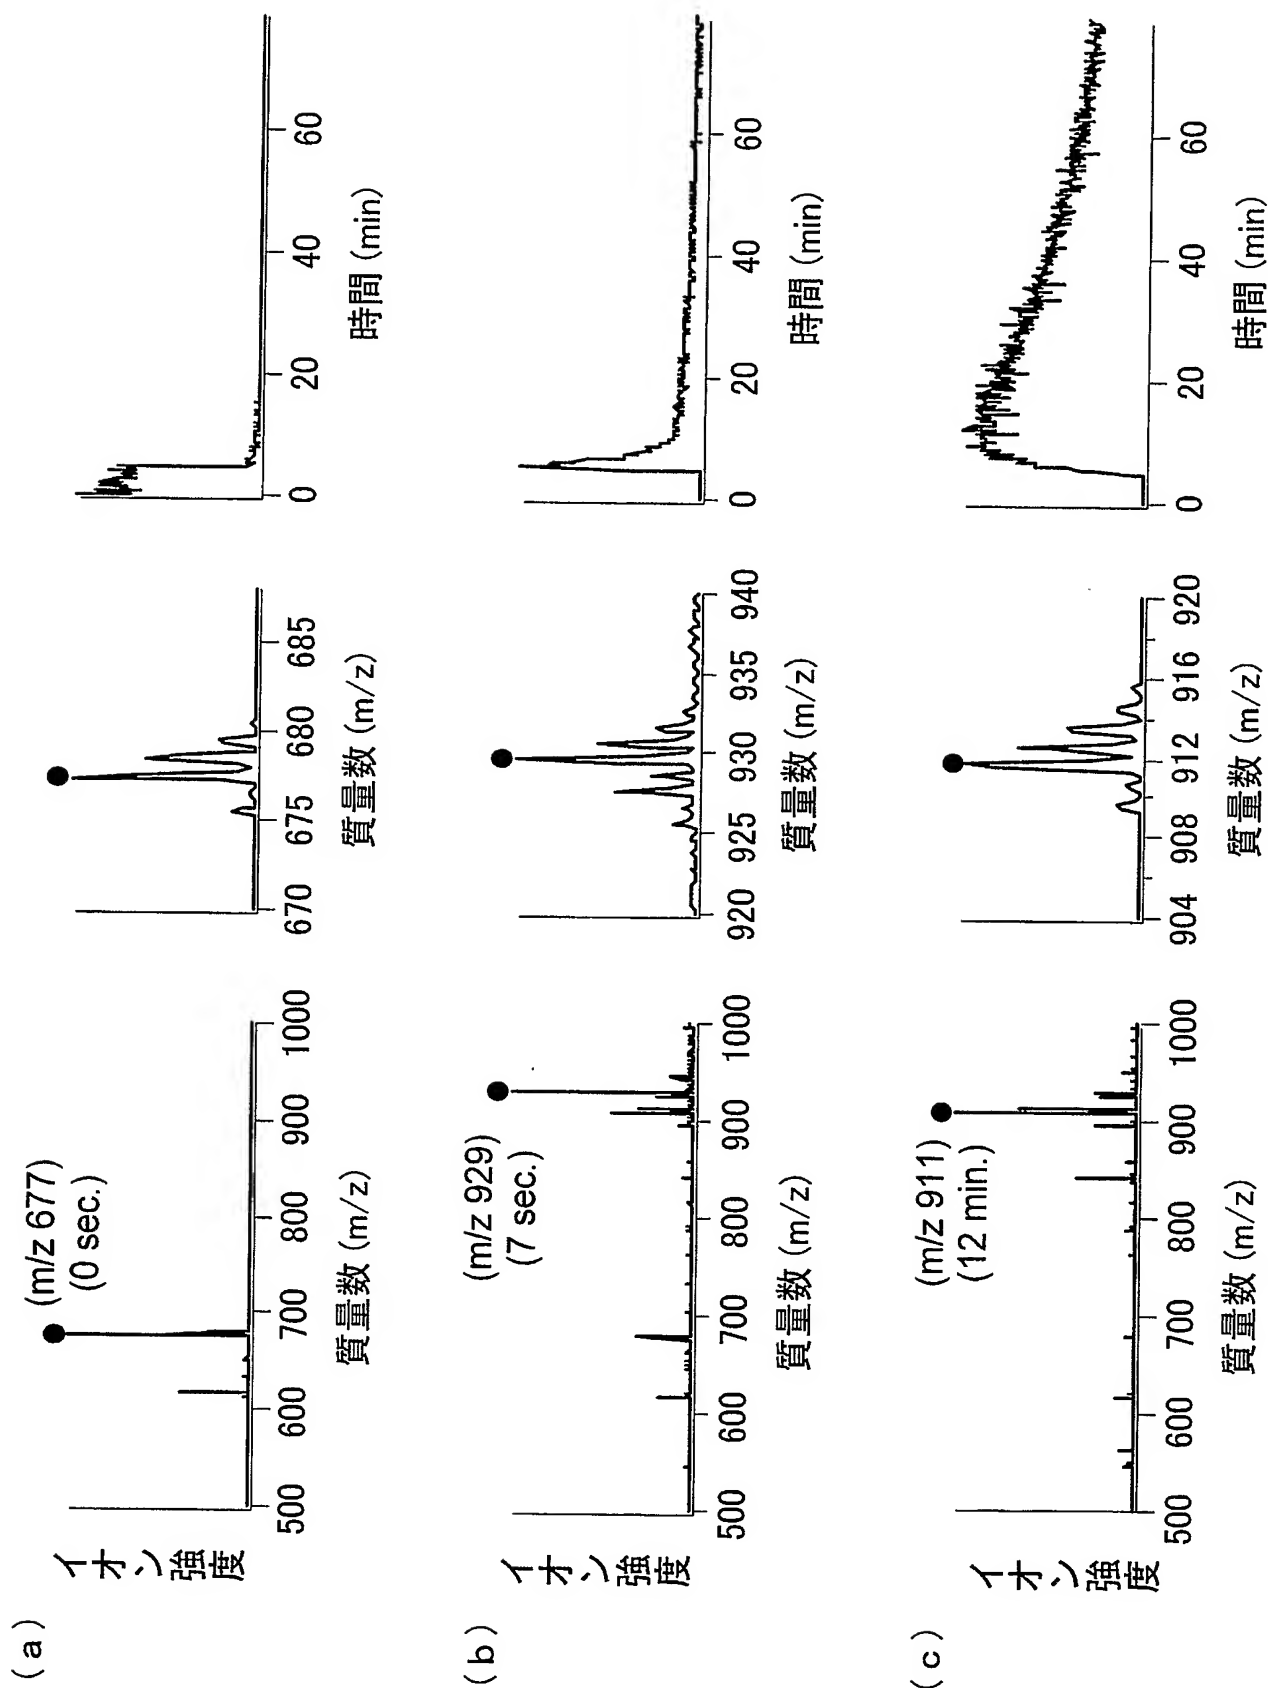 (a)
イオン強度
(m/z 677)
(0 sec.)
500 600 700 800 900 1000
質量数 (m/z)
670 675 680 685
質量数 (m/z)
0 20 40 60
時間 (min)
(b)
イオン強度
(m/z 929)
(7 sec.)
500 600 700 800 900 1000
質量数 (m/z)
920 925 930 935 940
質量数 (m/z)
0 20 40 60
時間 (min)
(c)
イオン強度
(m/z 911)
(12 min.)
500 600 700 800 900 1000
質量数 (m/z)
904 908 912 916 920
質量数 (m/z)
0 20 40 60
時間 (min)